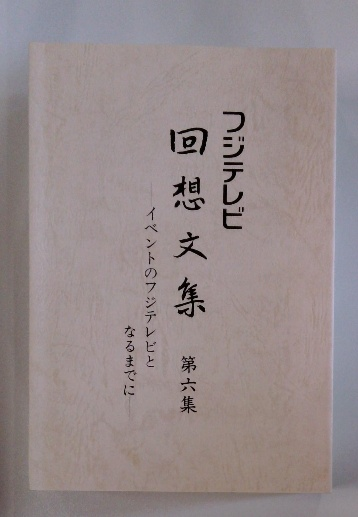 フジテレビ
回想文集 第六集
―イベントのフジテレビと
なるまでに―